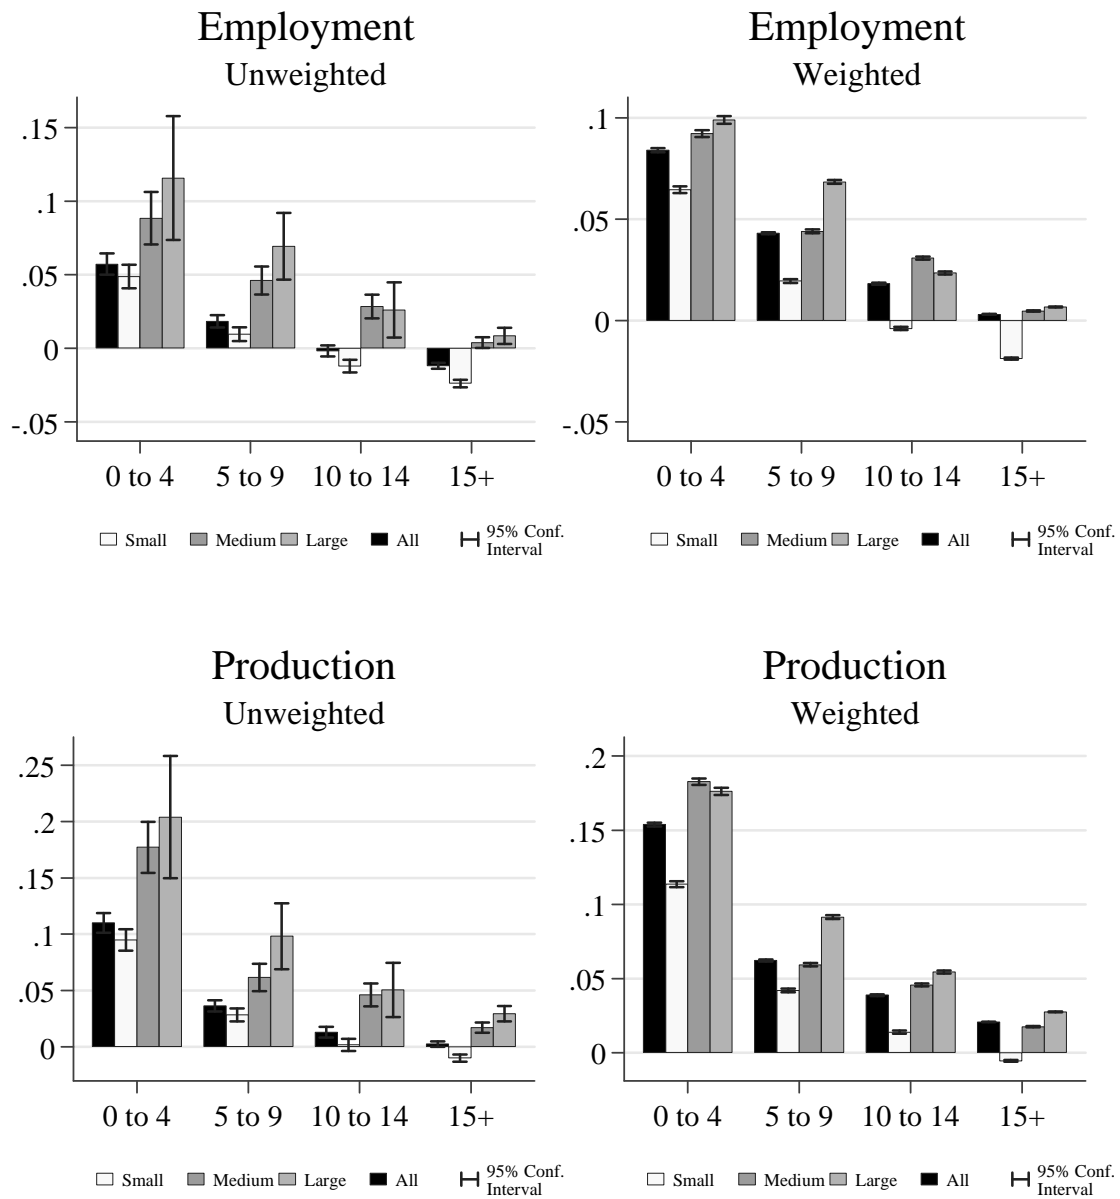 Employment
Unweighted
.15
.1
.05
0
-.05
0 to 4 5 to 9 10 to 14 15+
Small Medium Large All 95% Conf.
Interval
Employment
Weighted
.1
.05
0
-.05
0 to 4 5 to 9 10 to 14 15+
Small Medium Large All 95% Conf.
Interval
Production
Unweighted
.25
.2
.15
.1
.05
0
0 to 4 5 to 9 10 to 14 15+
Small Medium Large All 95% Conf.
Interval
Production
Weighted
.2
.15
.1
.05
0
0 to 4 5 to 9 10 to 14 15+
Small Medium Large All 95% Conf.
Interval